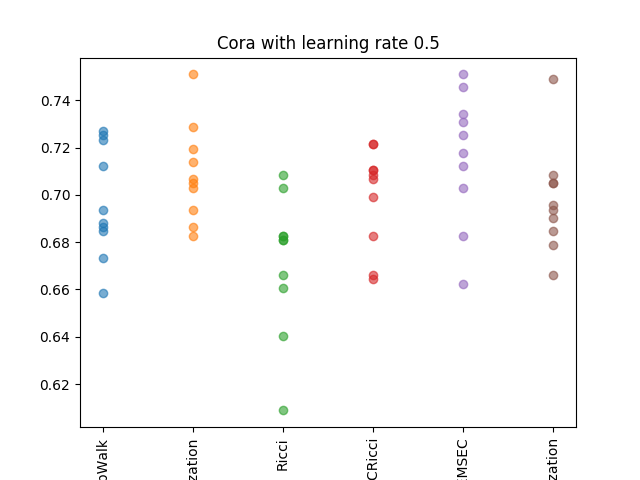 Cora with learning rate 0.5
0.74
0.72
0.70
0.68
0.66
0.64
0.62
Walk
zation
Ricci
CRicci
MSEC
zation